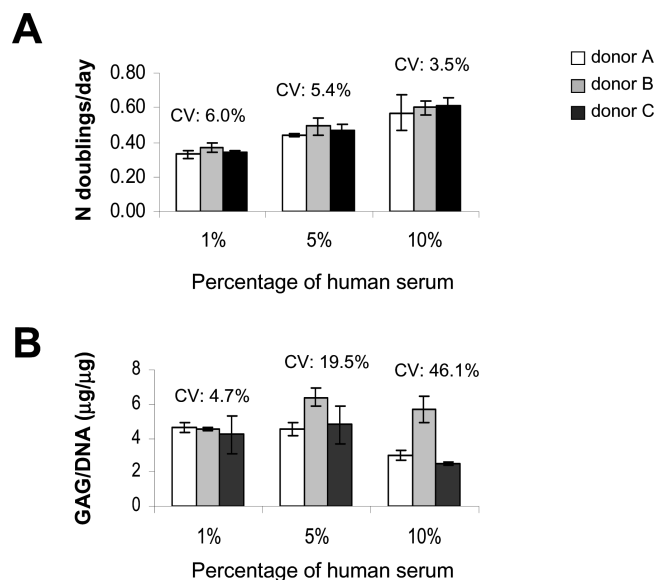 A
N doublings/day
0.80
0.60
0.40
0.20
0.00
CV: 6.0%
CV: 5.4%
CV: 3.5%
1%
5%
10%
Percentage of human serum
donor A
donor B
donor C
B
GAG/DNA (µg/µg)
8
6
4
2
0
CV: 4.7%
CV: 19.5%
CV: 46.1%
1%
5%
10%
Percentage of human serum